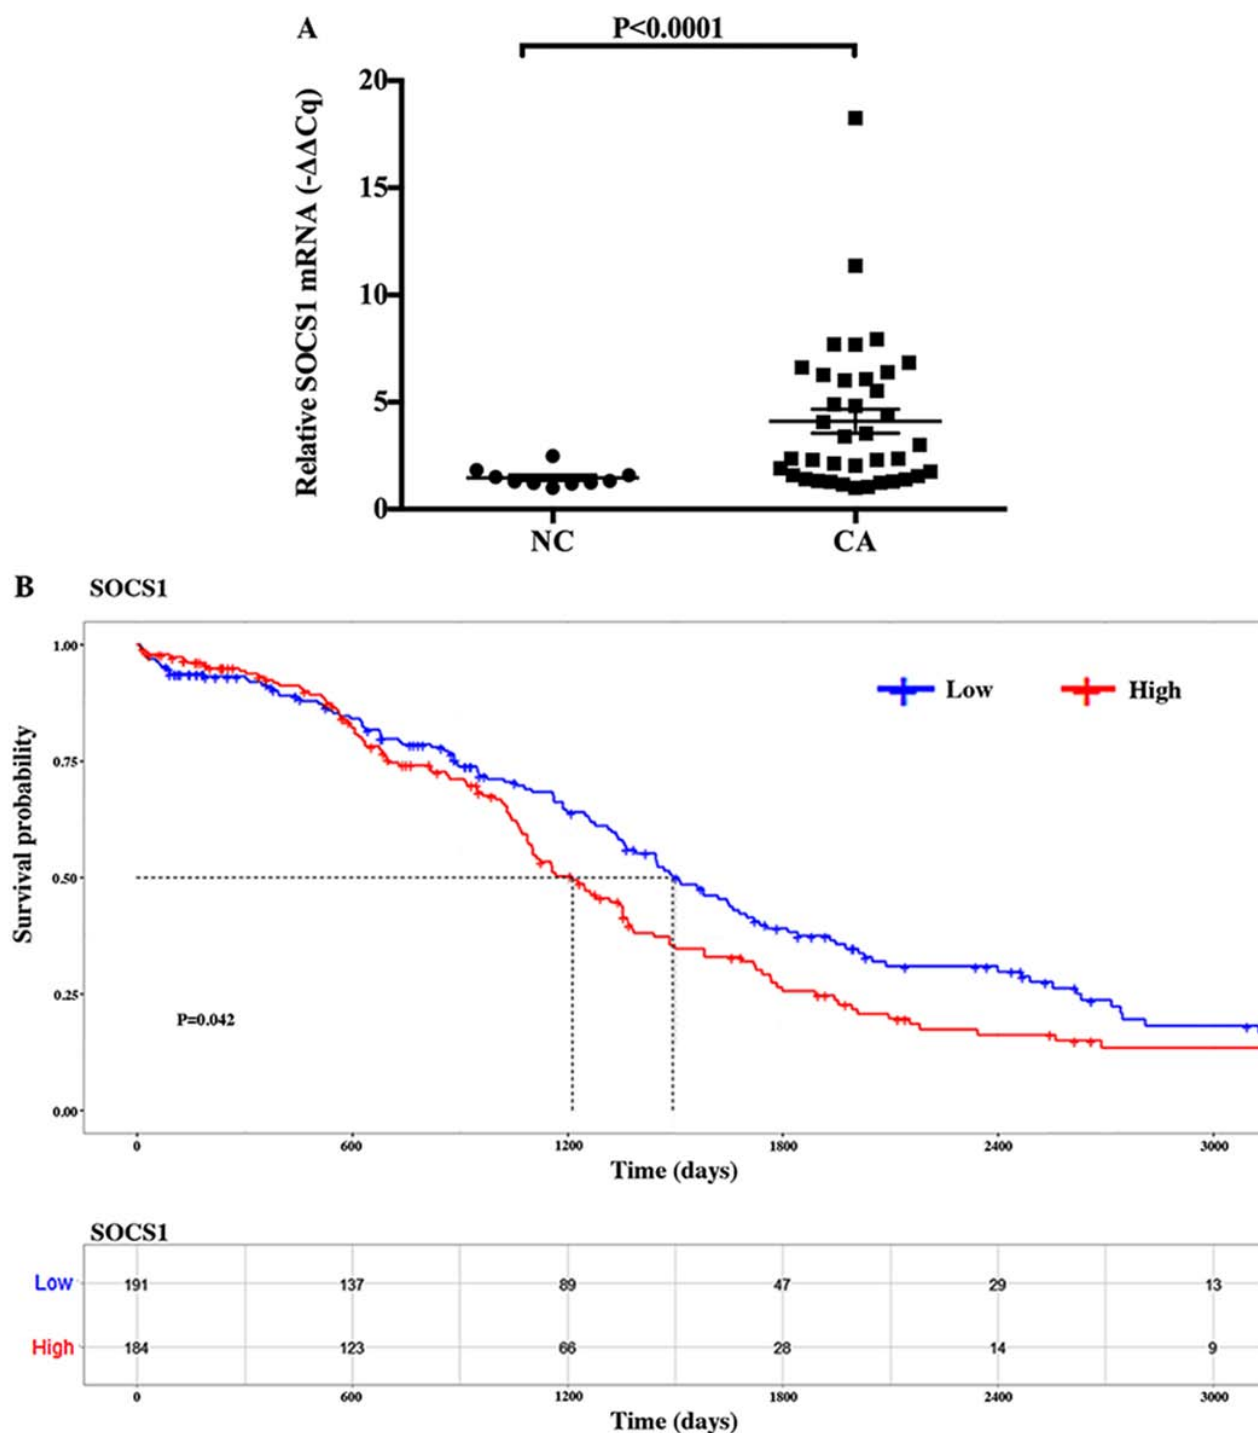 A
P<0.0001
Relative SOCS1 mRNA (-ΔΔCq)
20
15
10
5
0
NC CA
B SOCS1
Survival probability
1.00
0.75
0.50
0.25
0.00
Low High
P=0.042
0 600 1200 1800 2400 3000
Time (days)
SOCS1
Low 191 137 89 47 29 13
High 184 123 66 28 14 9
0 600 1200 1800 2400 3000
Time (days)